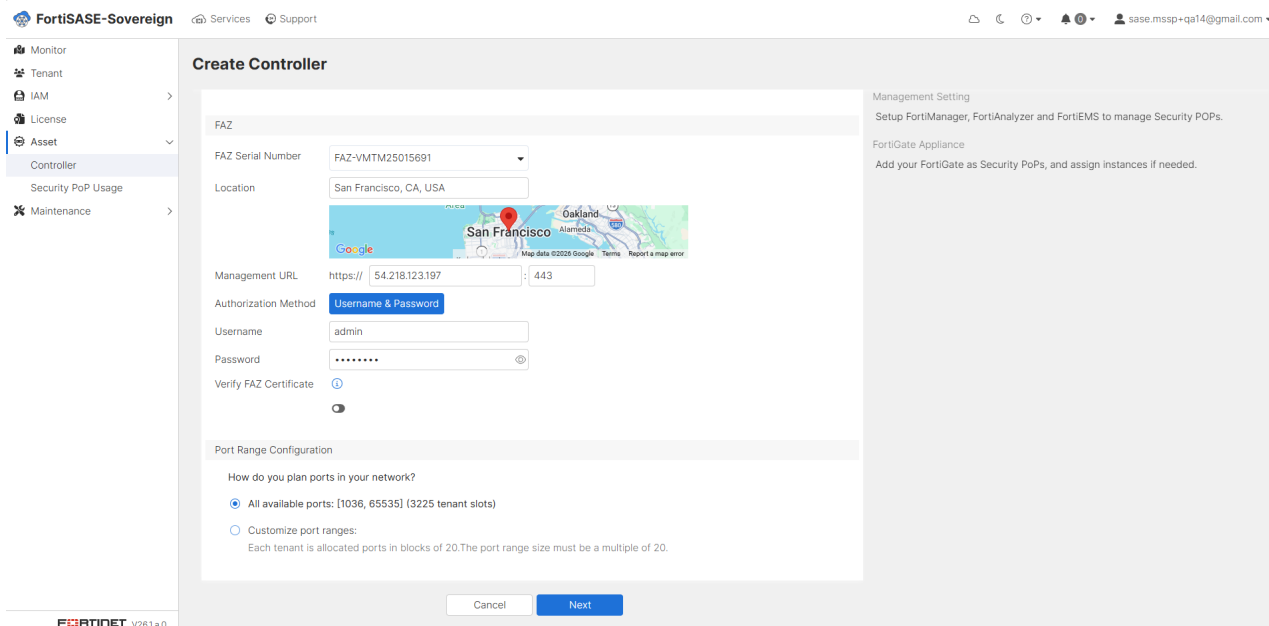 FortiSASE-Sovereign
Services
Support
0
sase.mssp+qa14@gmail.com
Monitor
Tenant
IAM
License
Asset
Controller
Security PoP Usage
Maintenance
FORTINET V26.1.a.0
Create Controller
FAZ
FAZ Serial Number FAZ-VMTM25015691
Location San Francisco, CA, USA
Oakland
San Francisco
Alameda
Google
Map data ©2026 Google Terms Report a map error
Management URL https:// 54.218.123.197 : 443
Authorization Method Username & Password
Username admin
Password ••••••••
Verify FAZ Certificate
Port Range Configuration
How do you plan ports in your network?
All available ports: [1036, 65535] (3225 tenant slots)
Customize port ranges:
Each tenant is allocated ports in blocks of 20.The port range size must be a multiple of 20.
Cancel
Next
Management Setting
Setup FortiManager, FortiAnalyzer and FortiEMS to manage Security POPs.
FortiGate Appliance
Add your FortiGate as Security PoPs, and assign instances if needed.